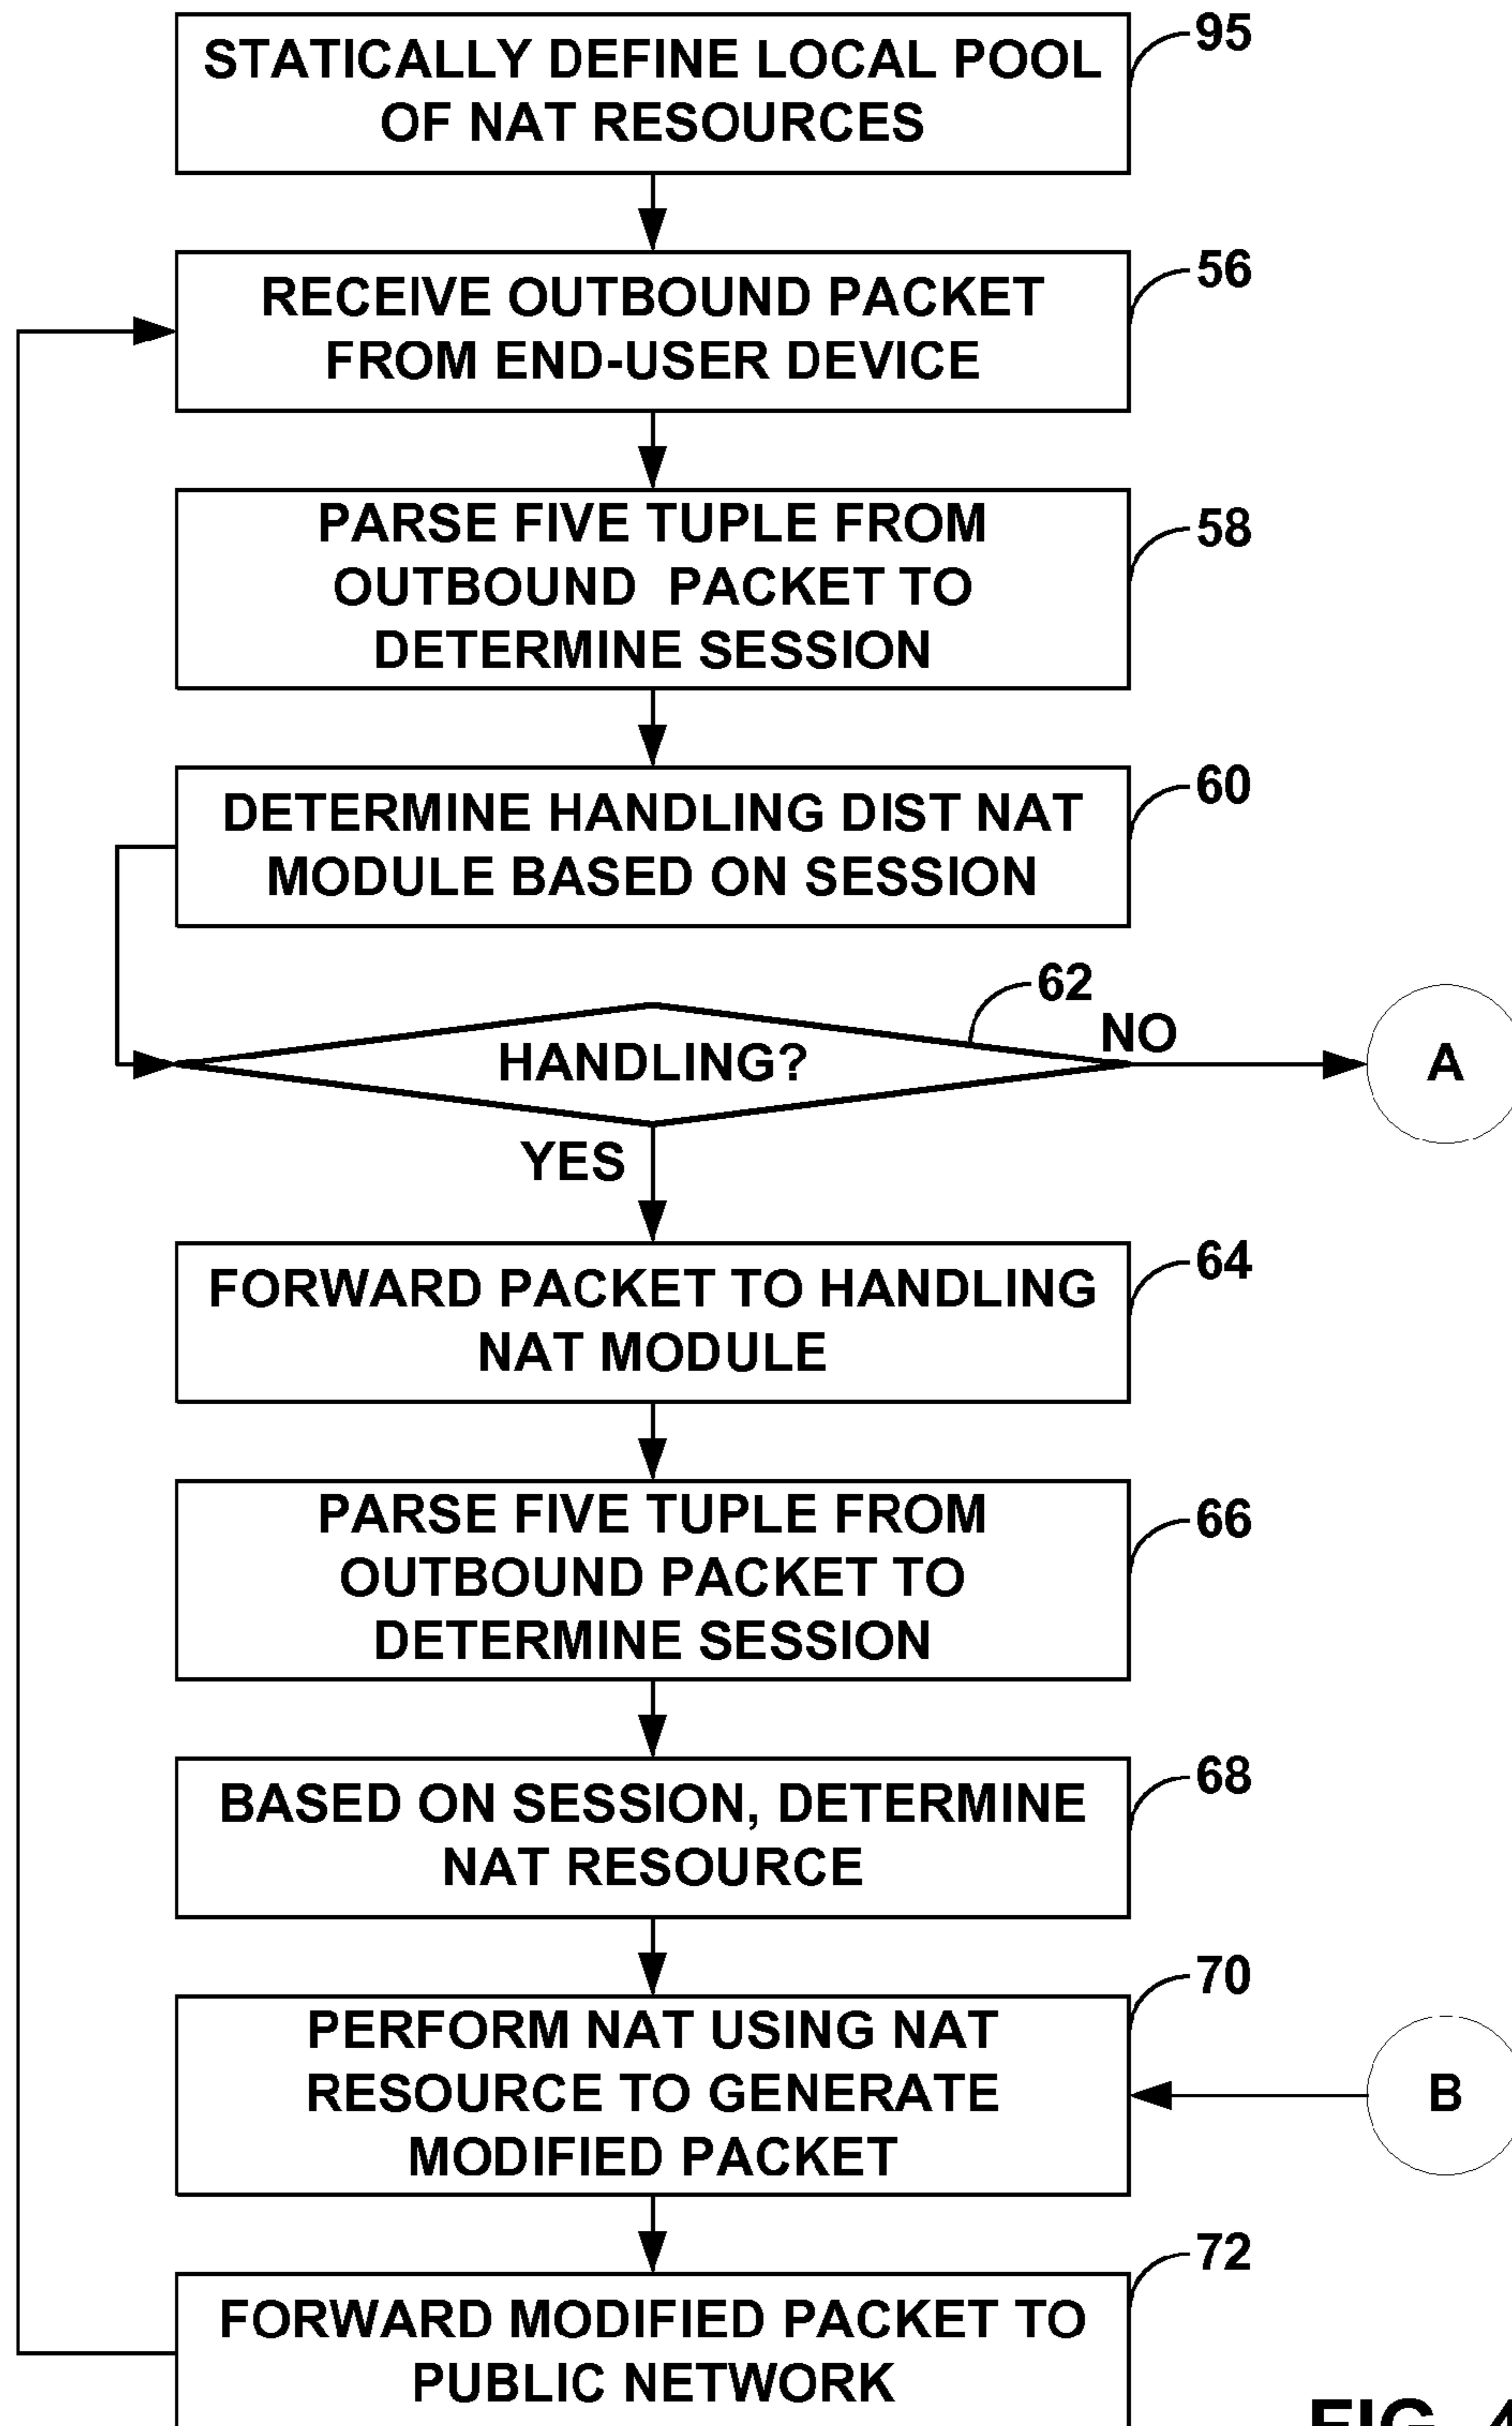 STATICALLY DEFINE LOCAL POOL
OF NAT RESOURCES
95
RECEIVE OUTBOUND PACKET
FROM END-USER DEVICE
56
PARSE FIVE TUPLE FROM
OUTBOUND PACKET TO
DETERMINE SESSION
58
DETERMINE HANDLING DIST NAT
MODULE BASED ON SESSION
60
62
HANDLING?
NO
A
YES
FORWARD PACKET TO HANDLING
NAT MODULE
64
PARSE FIVE TUPLE FROM
OUTBOUND PACKET TO
DETERMINE SESSION
66
BASED ON SESSION, DETERMINE
NAT RESOURCE
68
PERFORM NAT USING NAT
RESOURCE TO GENERATE
MODIFIED PACKET
70
B
FORWARD MODIFIED PACKET TO
PUBLIC NETWORK
72
FIG. 4